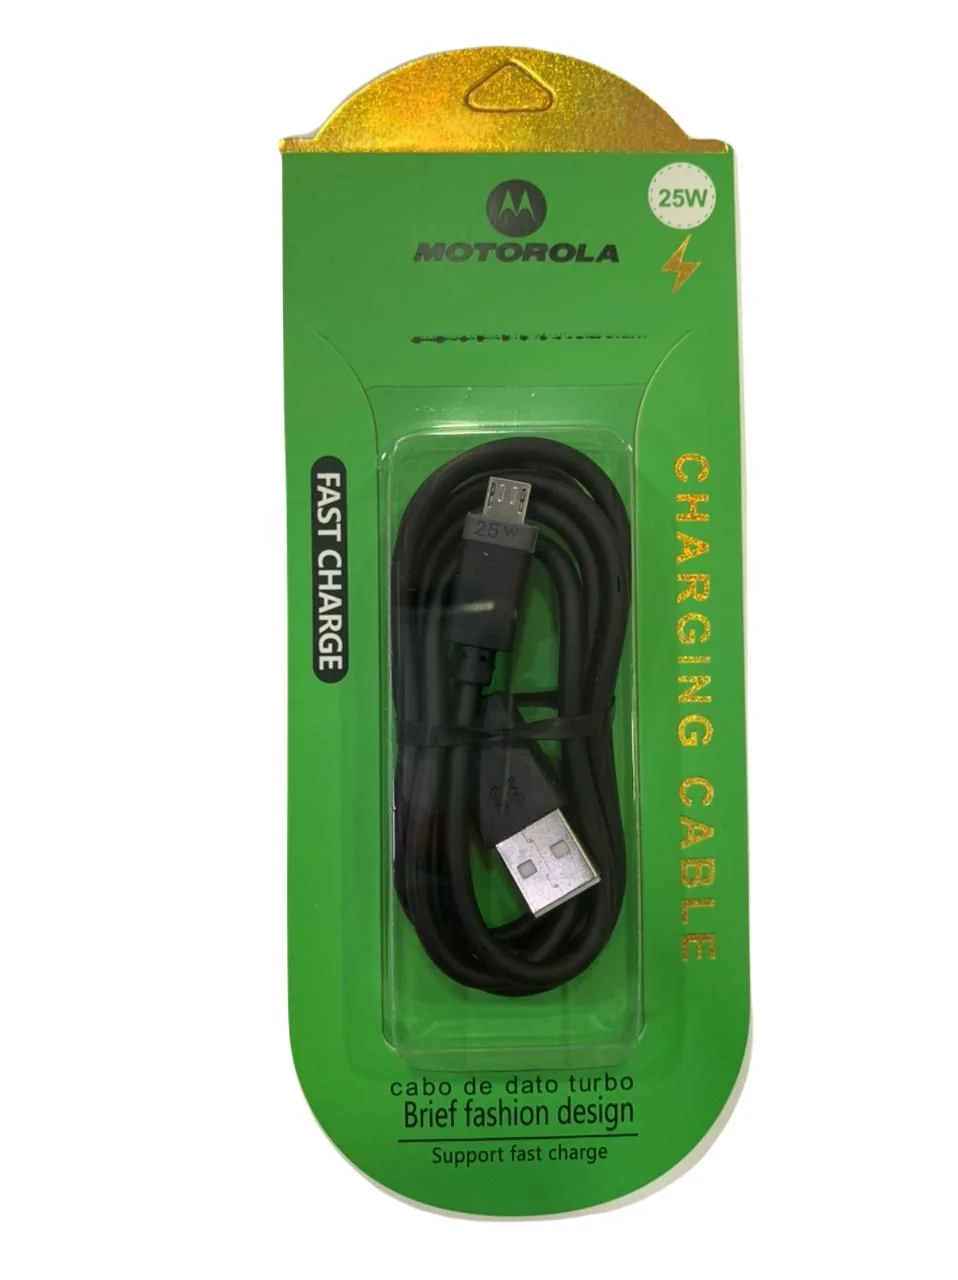 25W
MOTOROLA
CHARGING CABLE
FAST CHARGE
25W
cabo de dato turbo
Brief fashion design
Support fast charge